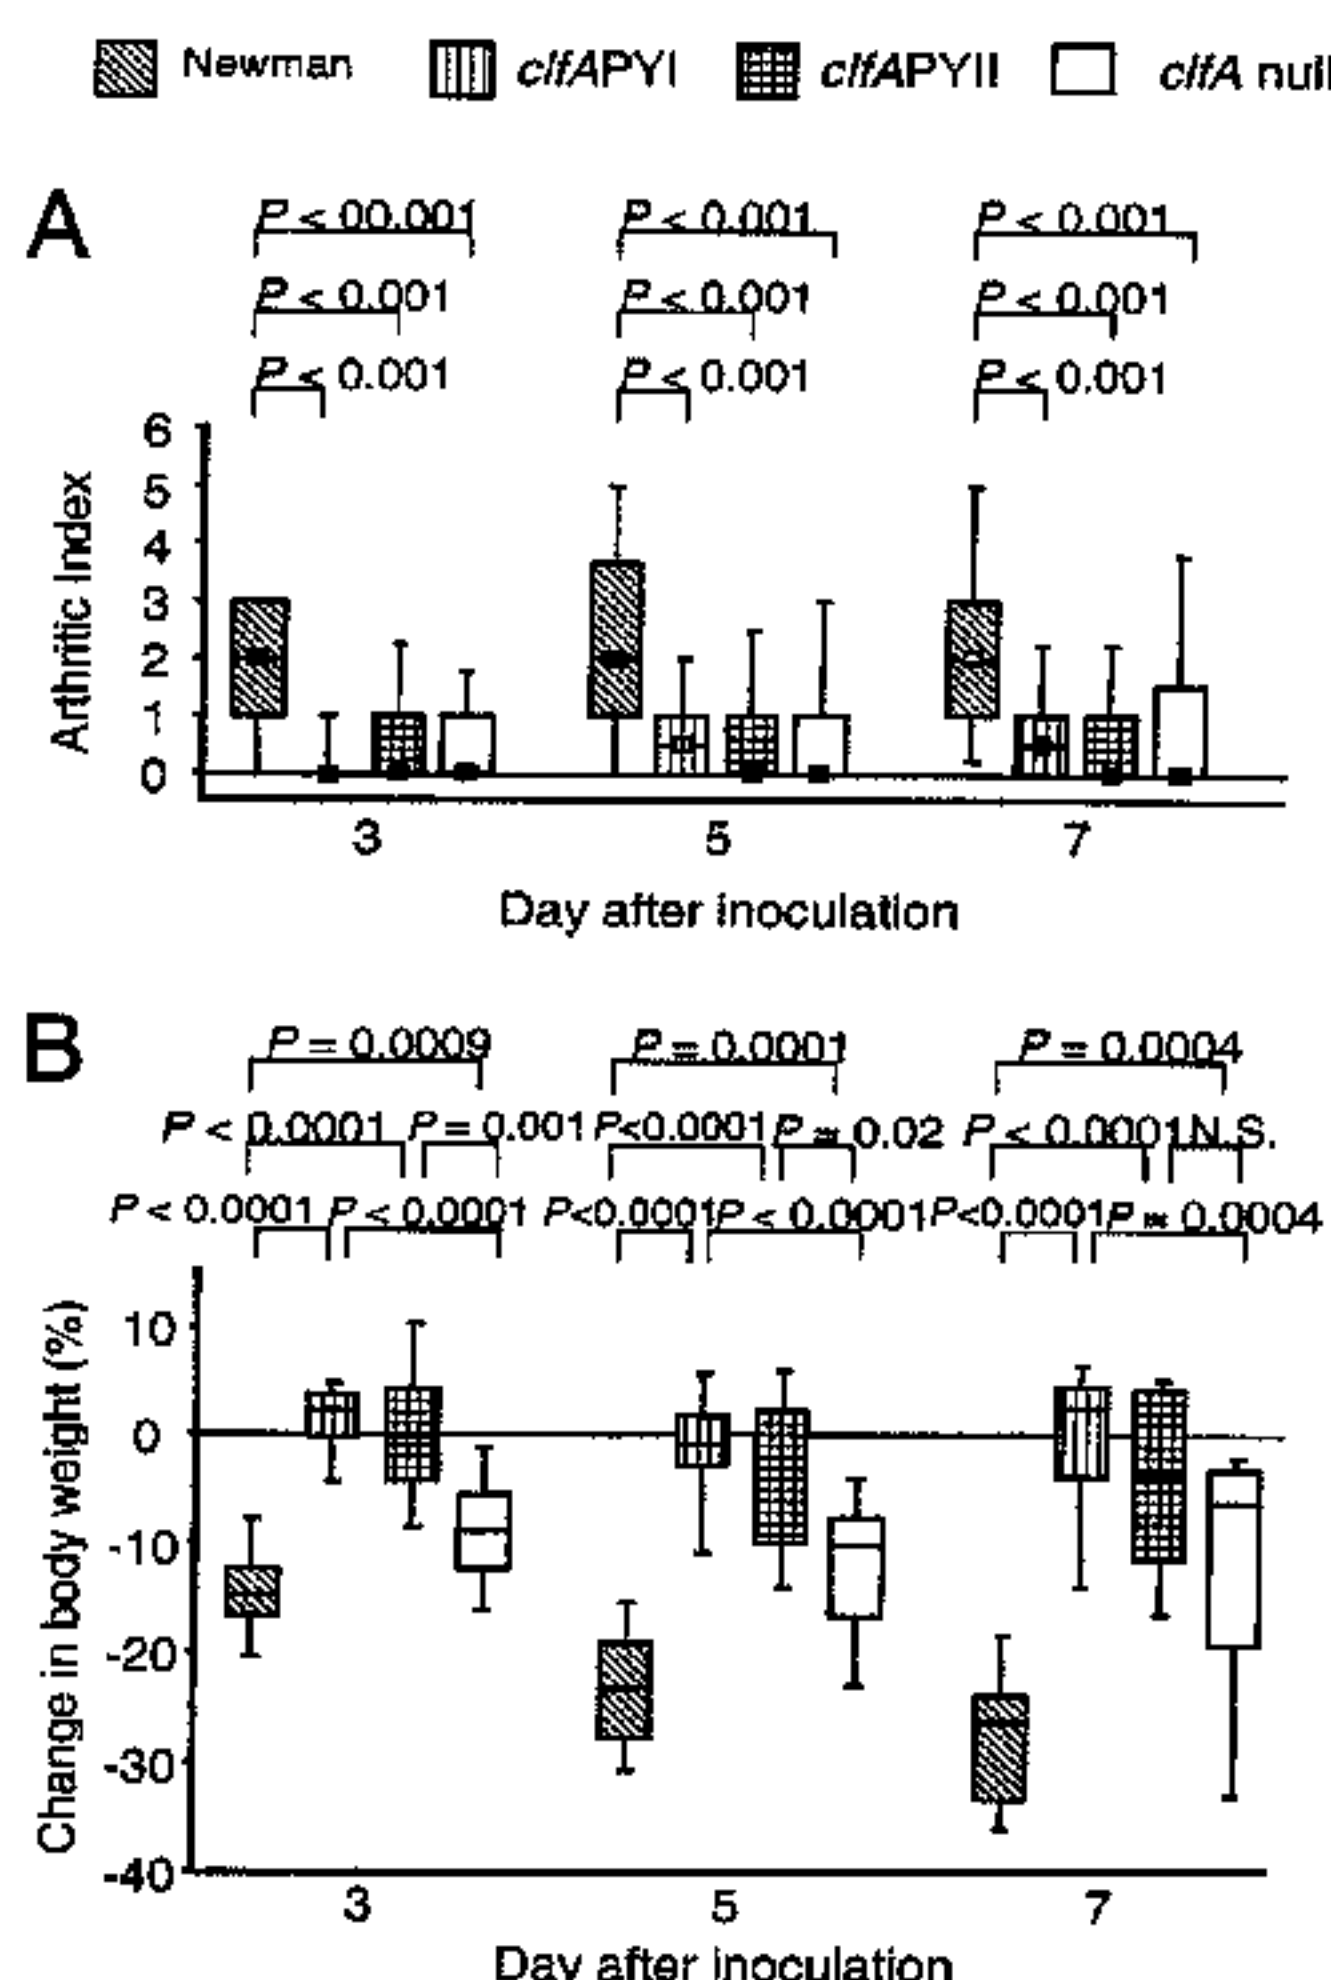 Newman clfAPYI clfAPYII clfA null
A
P < 00.001 P < 0.001 P < 0.001
P < 0.001 P < 0.001 P < 0.001
P < 0.001 P < 0.001 P < 0.001
6
5
4
3
2
1
0
Arthritic Index
3 5 7
Day after inoculation
B
P = 0.0009 P = 0.0001 P = 0.0004
P < 0.0001 P = 0.001 P<0.0001 P = 0.02 P < 0.0001 N.S.
P < 0.0001 P < 0.0001 P<0.0001 P < 0.0001 P<0.0001 P = 0.0004
10
0
-10
-20
-30
-40
Change in body weight (%)
3 5 7
Day after inoculation